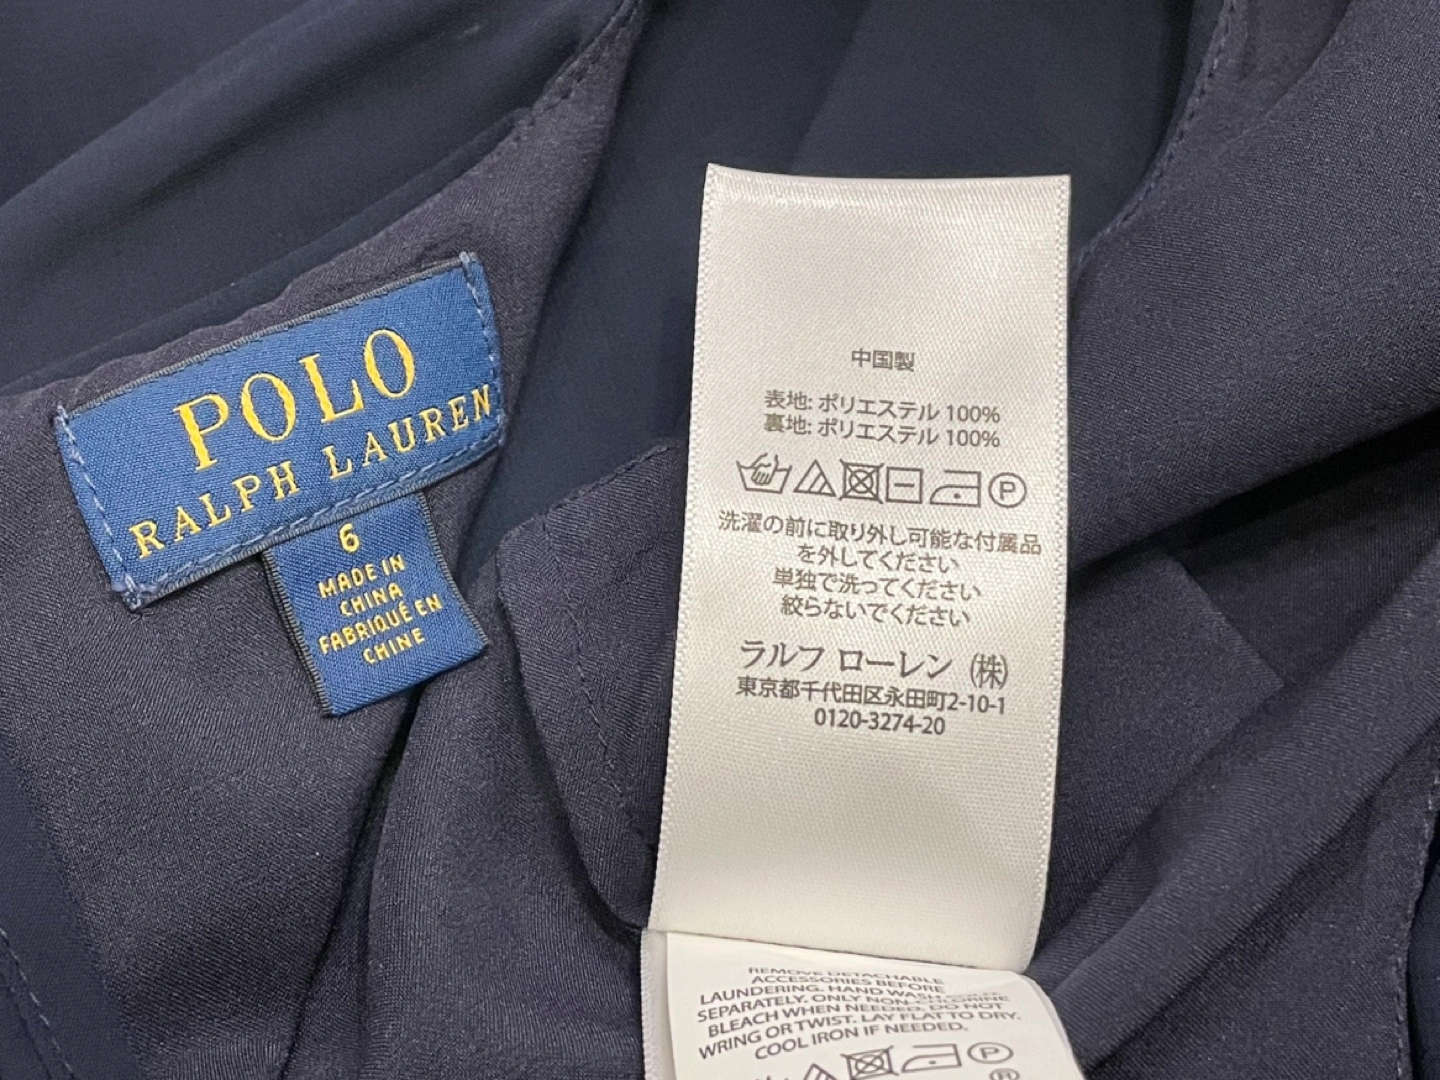 POLO
RALPH LAUREN
6
MADE IN
CHINA
FABRIQUÉ EN
CHINE
中国製
表地: ポリエステル 100%
裏地: ポリエステル 100%
P
洗濯の前に取り外し可能な付属品
を外してください
単独で洗ってください
絞らないでください
ラルフ ローレン (株)
東京都千代田区永田町2-10-1
0120-3274-20
REMOVE DETACHABLE
ACCESSORIES BEFORE
LAUNDERING. HAND WASH
SEPARATELY. ONLY NON-CHLORINE
BLEACH WHEN NEEDED. DO NOT
WRING OR TWIST. LAY FLAT TO DRY.
COOL IRON IF NEEDED.
P